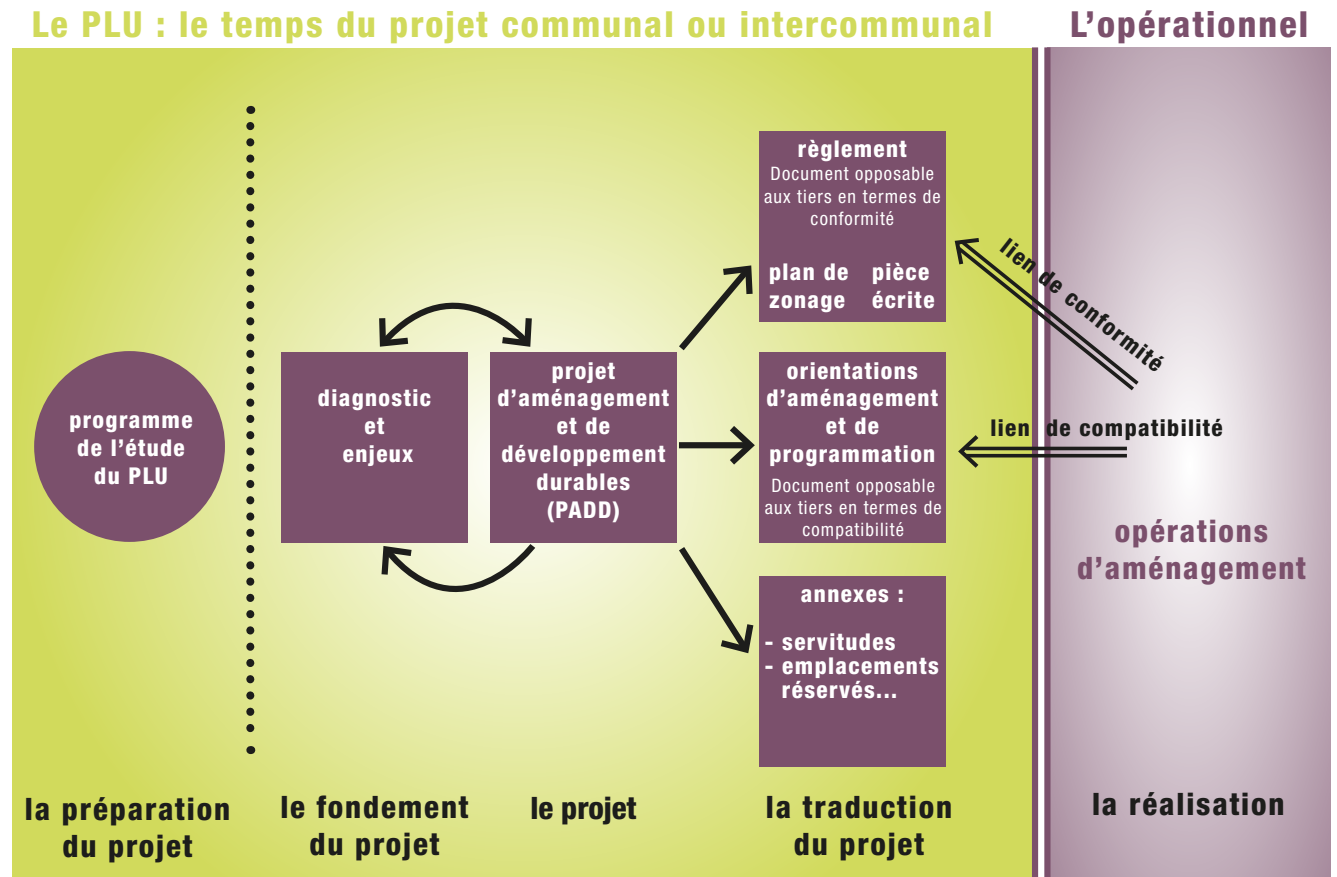 Le PLU : le temps du projet communal ou intercommunal
L'opérationnel
programme
de l’étude
du PLU
diagnostic
et
enjeux
projet
d'aménagement
et de
développement
durables
(PADD)
règlement
Document opposable
aux tiers en termes de
conformité
plan de
zonage
pièce
écrite
orientations
d'aménagement
et de
programmation
Document opposable
aux tiers en termes de
compatibilité
annexes :
- servitudes
- emplacements
réservés...
lien de conformité
lien de compatibilité
opérations
d’aménagement
la préparation
du projet
le fondement
du projet
le projet
la traduction
du projet
la réalisation